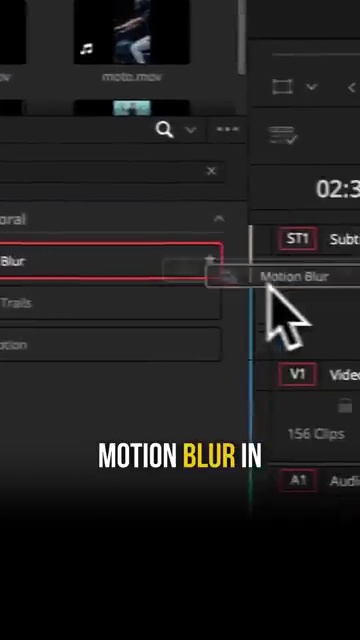 ov
moto.mov
02:3
oral
ST1 Subt
Blur
Motion Blur
Trails
otion
V1 Vide
156 Clips
MOTION BLUR IN
A1 Audi